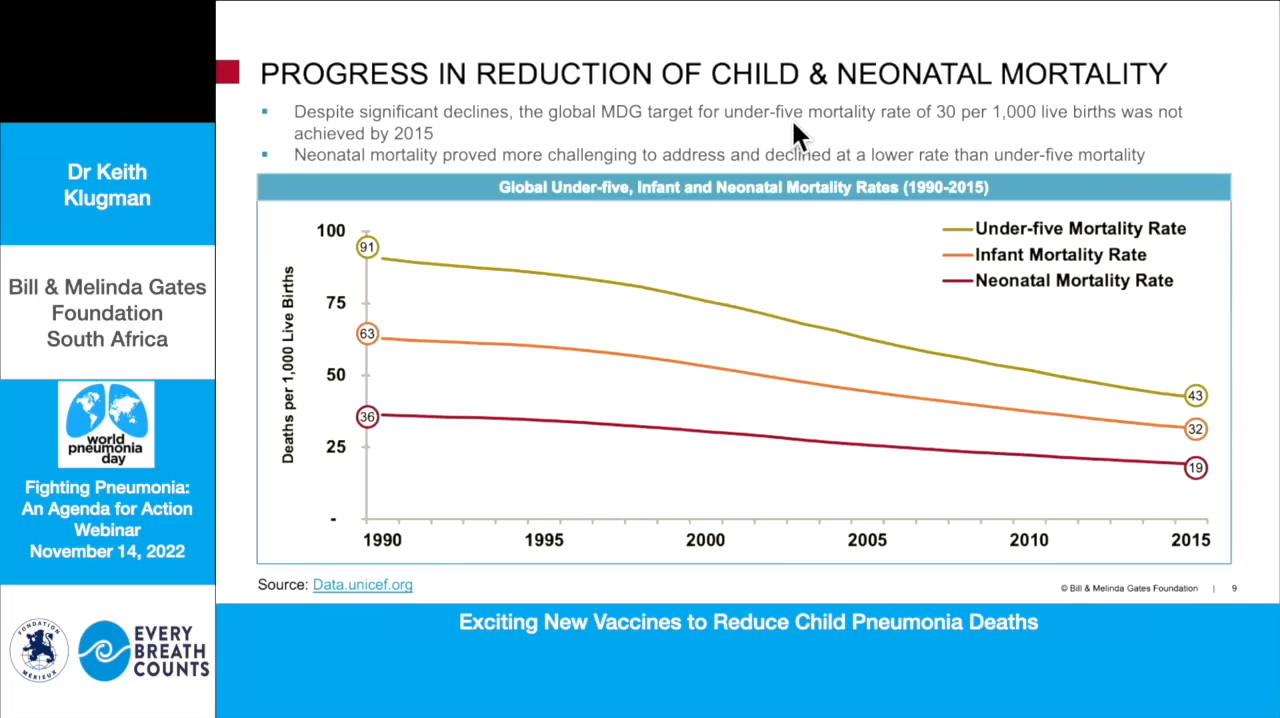 PROGRESS IN REDUCTION OF CHILD & NEONATAL MORTALITY
▪ Despite significant declines, the global MDG target for under-five mortality rate of 30 per 1,000 live births was not
achieved by 2015
▪ Neonatal mortality proved more challenging to address and declined at a lower rate than under-five mortality
Global Under-five, Infant and Neonatal Mortality Rates (1990-2015)
Under-five Mortality Rate
Infant Mortality Rate
Neonatal Mortality Rate
Deaths per 1,000 Live Births
100
75
50
25
-
91
63
36
43
32
19
1990 1995 2000 2005 2010 2015
Source: Data.unicef.org
© Bill & Melinda Gates Foundation | 9
Dr Keith
Klugman
Bill & Melinda Gates
Foundation
South Africa
world
pneumonia
day
Fighting Pneumonia:
An Agenda for Action
Webinar
November 14, 2022
FONDATION
MÉRIEUX
EVERY
BREATH
COUNTS
Exciting New Vaccines to Reduce Child Pneumonia Deaths